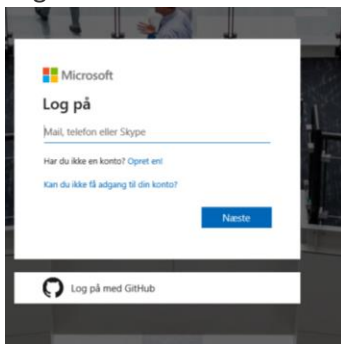 Microsoft
Log på
Mail, telefon eller Skype
Har du ikke en konto? Opret en!
Kan du ikke få adgang til din konto?
Næste
Log på med GitHub